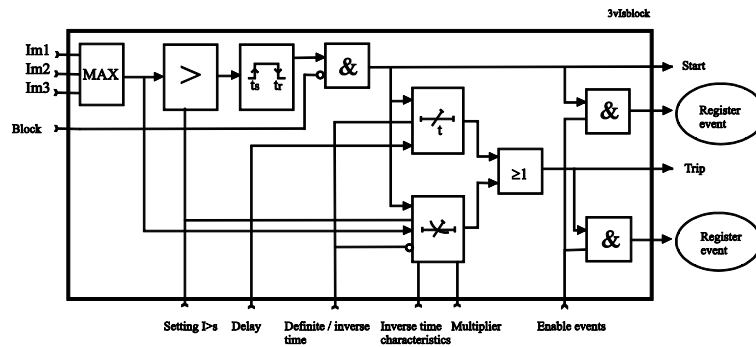 3vIsblock
Im1
Im2
Im3
MAX
>
ts tr
&
Start
Block
t
&
Register
event
≥1
Trip
&
Register
event
Setting I>s
Delay
Definite / inverse
time
Inverse time
characteristics
Multiplier
Enable events